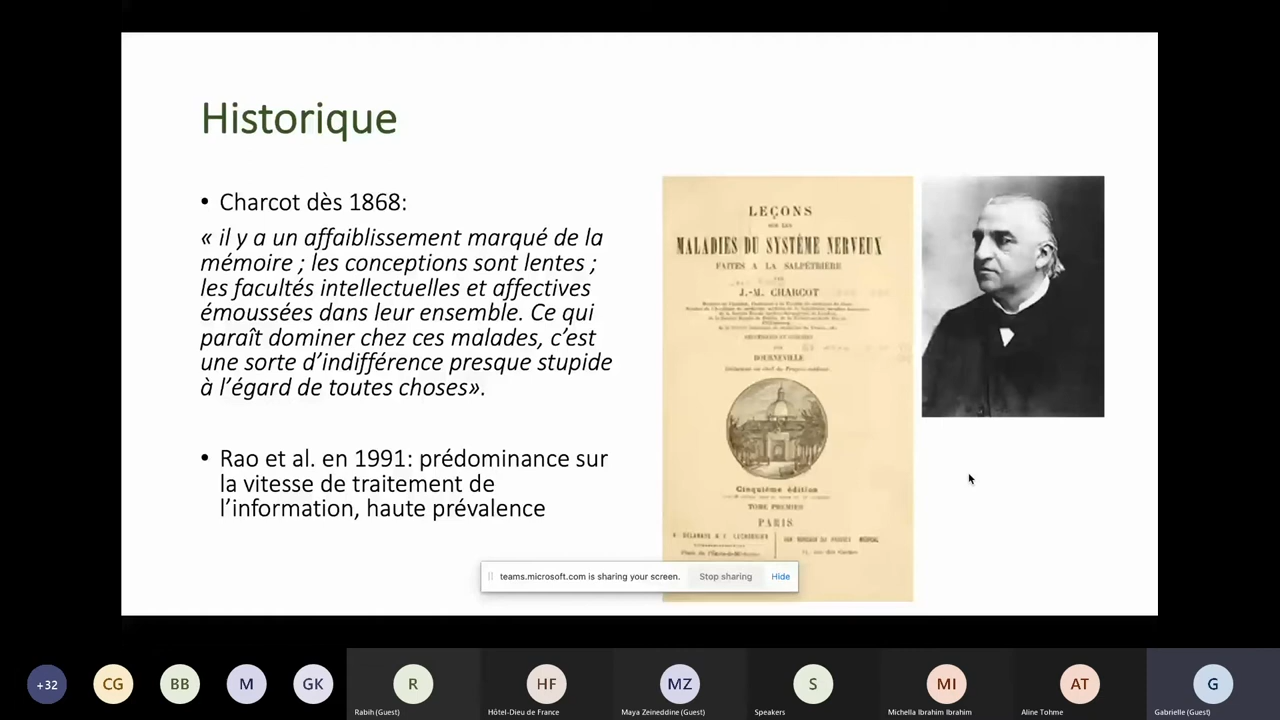 Historique
• Charcot dès 1868:
« il y a un affaiblissement marqué de la
mémoire ; les conceptions sont lentes ;
les facultés intellectuelles et affectives
émoussées dans leur ensemble. Ce qui
paraît dominer chez ces malades, c’est
une sorte d’indifférence presque stupide
à l’égard de toutes choses».
• Rao et al. en 1991: prédominance sur
la vitesse de traitement de
l’information, haute prévalence
LEÇONS
SUR LES
MALADIES DU SYSTÈME NERVEUX
FAITES A LA SALPÊTRIÈRE
PAR
J.-M. CHARCOT
BOURNEVILLE
Cinquième édition
TOME PREMIER
PARIS
teams.microsoft.com is sharing your screen.
Stop sharing
Hide
+32
CG
BB
M
GK
R
HF
MZ
S
MI
AT
G
Rabih (Guest)
Hôtel-Dieu de France
Maya Zeineddine (Guest)
Speakers
Michella Ibrahim Ibrahim
Aline Tohme
Gabrielle (Guest)